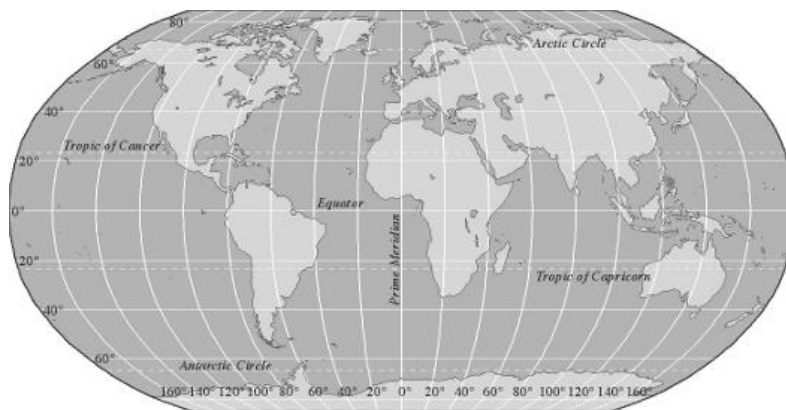 80°
Arctic Circle
60°
40°
Tropic of Cancer
20°
Equator
0°
Prime Meridian
20°
Tropic of Capricorn
40°
60°
Antarctic Circle
160° 140° 120° 100° 80° 60° 40° 20° 0° 20° 40° 60° 80° 100° 120° 140° 160°